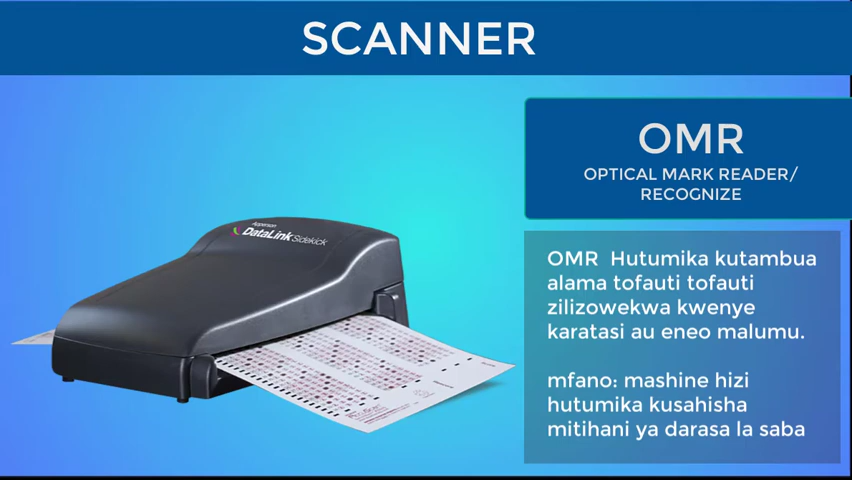 SCANNER
OMR
OPTICAL MARK READER/
RECOGNIZE
Apperson
DataLink Sidekick
OMR Hutumika kutambua
alama tofauti tofauti
zilizowekwa kwenye
karatasi au eneo malumu.
mfano: mashine hizi
hutumika kusahisha
mitihani ya darasa la saba